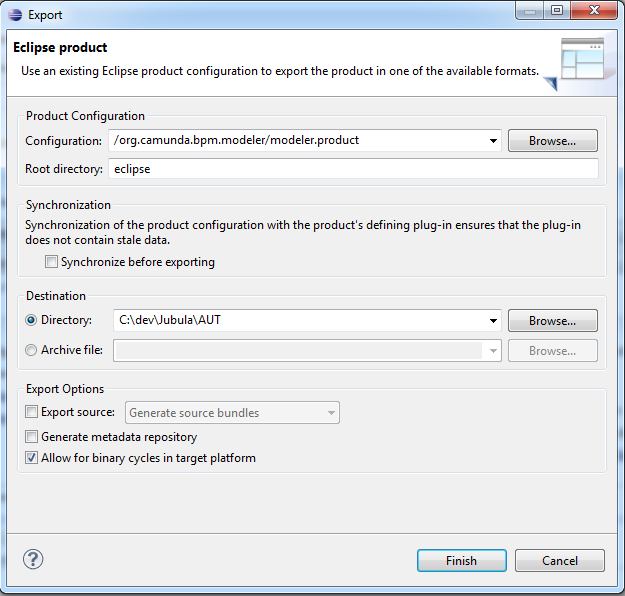 Export
Eclipse product
Use an existing Eclipse product configuration to export the product in one of the available formats.
Product Configuration
Configuration: /org.camunda.bpm.modeler/modeler.product Browse...
Root directory: eclipse
Synchronization
Synchronization of the product configuration with the product's defining plug-in ensures that the plug-in
does not contain stale data.
Synchronize before exporting
Destination
Directory: C:\dev\Jubula\AUT Browse...
Archive file: Browse...
Export Options
Export source: Generate source bundles
Generate metadata repository
Allow for binary cycles in target platform
? Finish Cancel